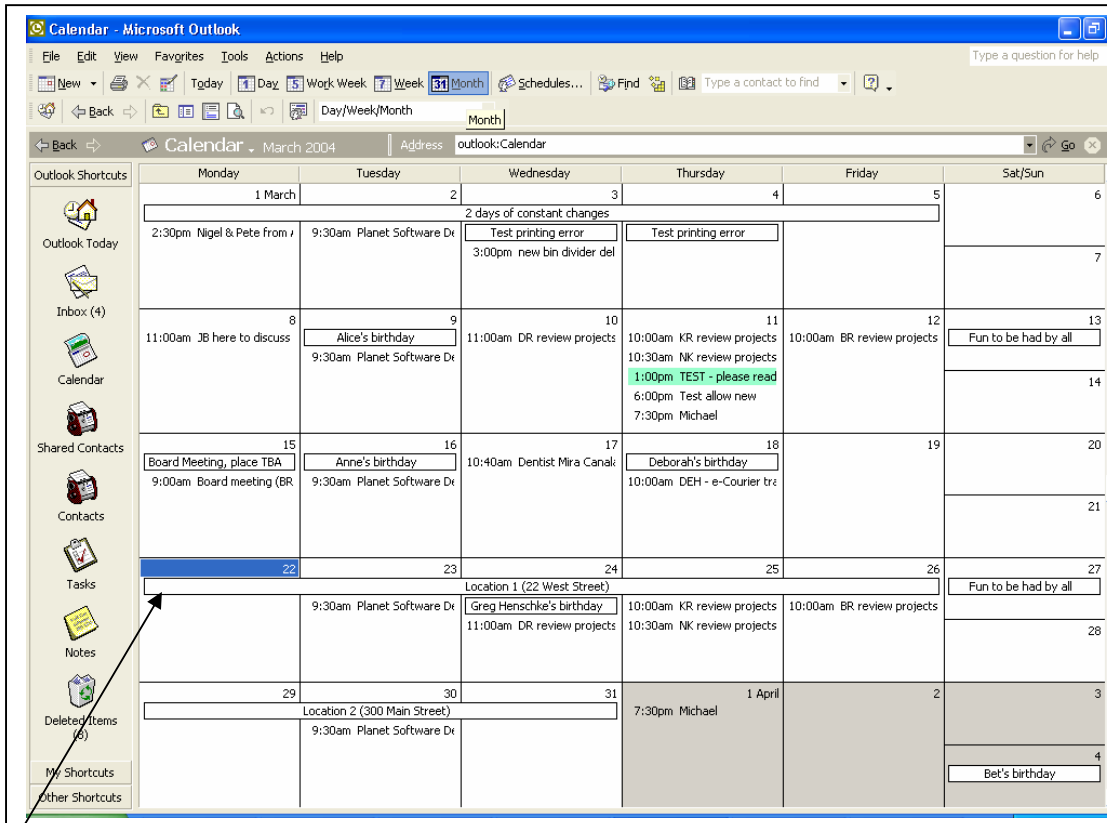 Calendar - Microsoft Outlook
File Edit View Favorites Tools Actions Help Type a question for help
New Today Day Work Week Week Month Schedules... Find Type a contact to find
Back Day/Week/Month
Month
Back Calendar March 2004 Address outlook:Calendar Go
Outlook Shortcuts
Outlook Today
Inbox (4)
Calendar
Shared Contacts
Contacts
Tasks
Notes
Deleted Items
(8)
My Shortcuts
Other Shortcuts
Monday Tuesday Wednesday Thursday Friday Sat/Sun
1 March 2 3 4 5 6
2 days of constant changes
2:30pm Nigel & Pete from 9:30am Planet Software De Test printing error Test printing error
3:00pm new bin divider del
7
8 9 10 11 12 13
11:00am JB here to discuss Alice's birthday 11:00am DR review projects 10:00am KR review projects 10:00am BR review projects Fun to be had by all
9:30am Planet Software De 10:30am NK review projects
1:00pm TEST - please read
14
6:00pm Test allow new
7:30pm Michael
15 16 17 18 19 20
Board Meeting, place TBA Anne's birthday 10:40am Dentist Mira Canal Deborah's birthday
9:00am Board meeting (BR 9:30am Planet Software De 10:00am DEH - e-Courier tra
21
22 23 24 25 26 27
Location 1 (22 West Street) Fun to be had by all
9:30am Planet Software De Greg Henschke's birthday 10:00am KR review projects 10:00am BR review projects
11:00am DR review projects 10:30am NK review projects
28
29 30 31 1 April 2 3
Location 2 (300 Main Street) 7:30pm Michael
9:30am Planet Software De
4
Bet's birthday